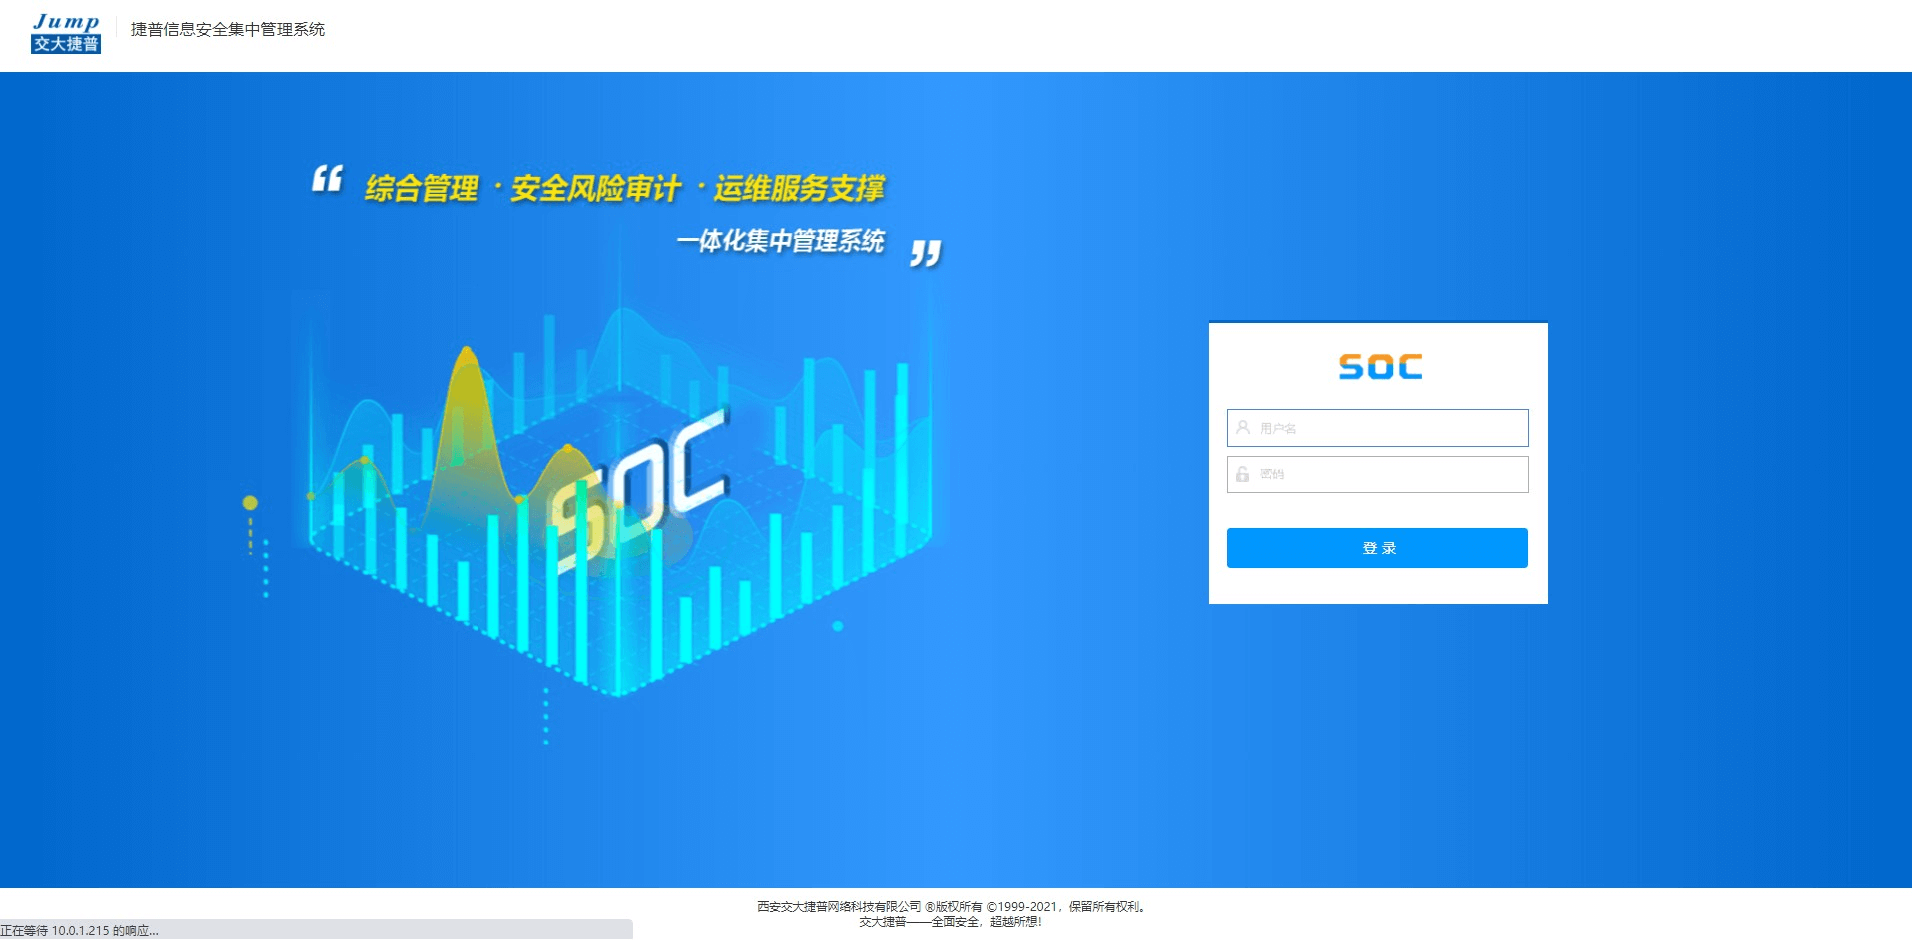 Jump
交大捷普
捷普信息安全集中管理系统
“ 综合管理 · 安全风险审计 · 运维服务支撑
一体化集中管理系统 ”
SOC
SOC
用户名
密码
登 录
西安交大捷普网络科技有限公司 ®版权所有 ©1999-2021，保留所有权利。
交大捷普——全面安全，超越所想!
正在等待 10.0.1.215 的响应...